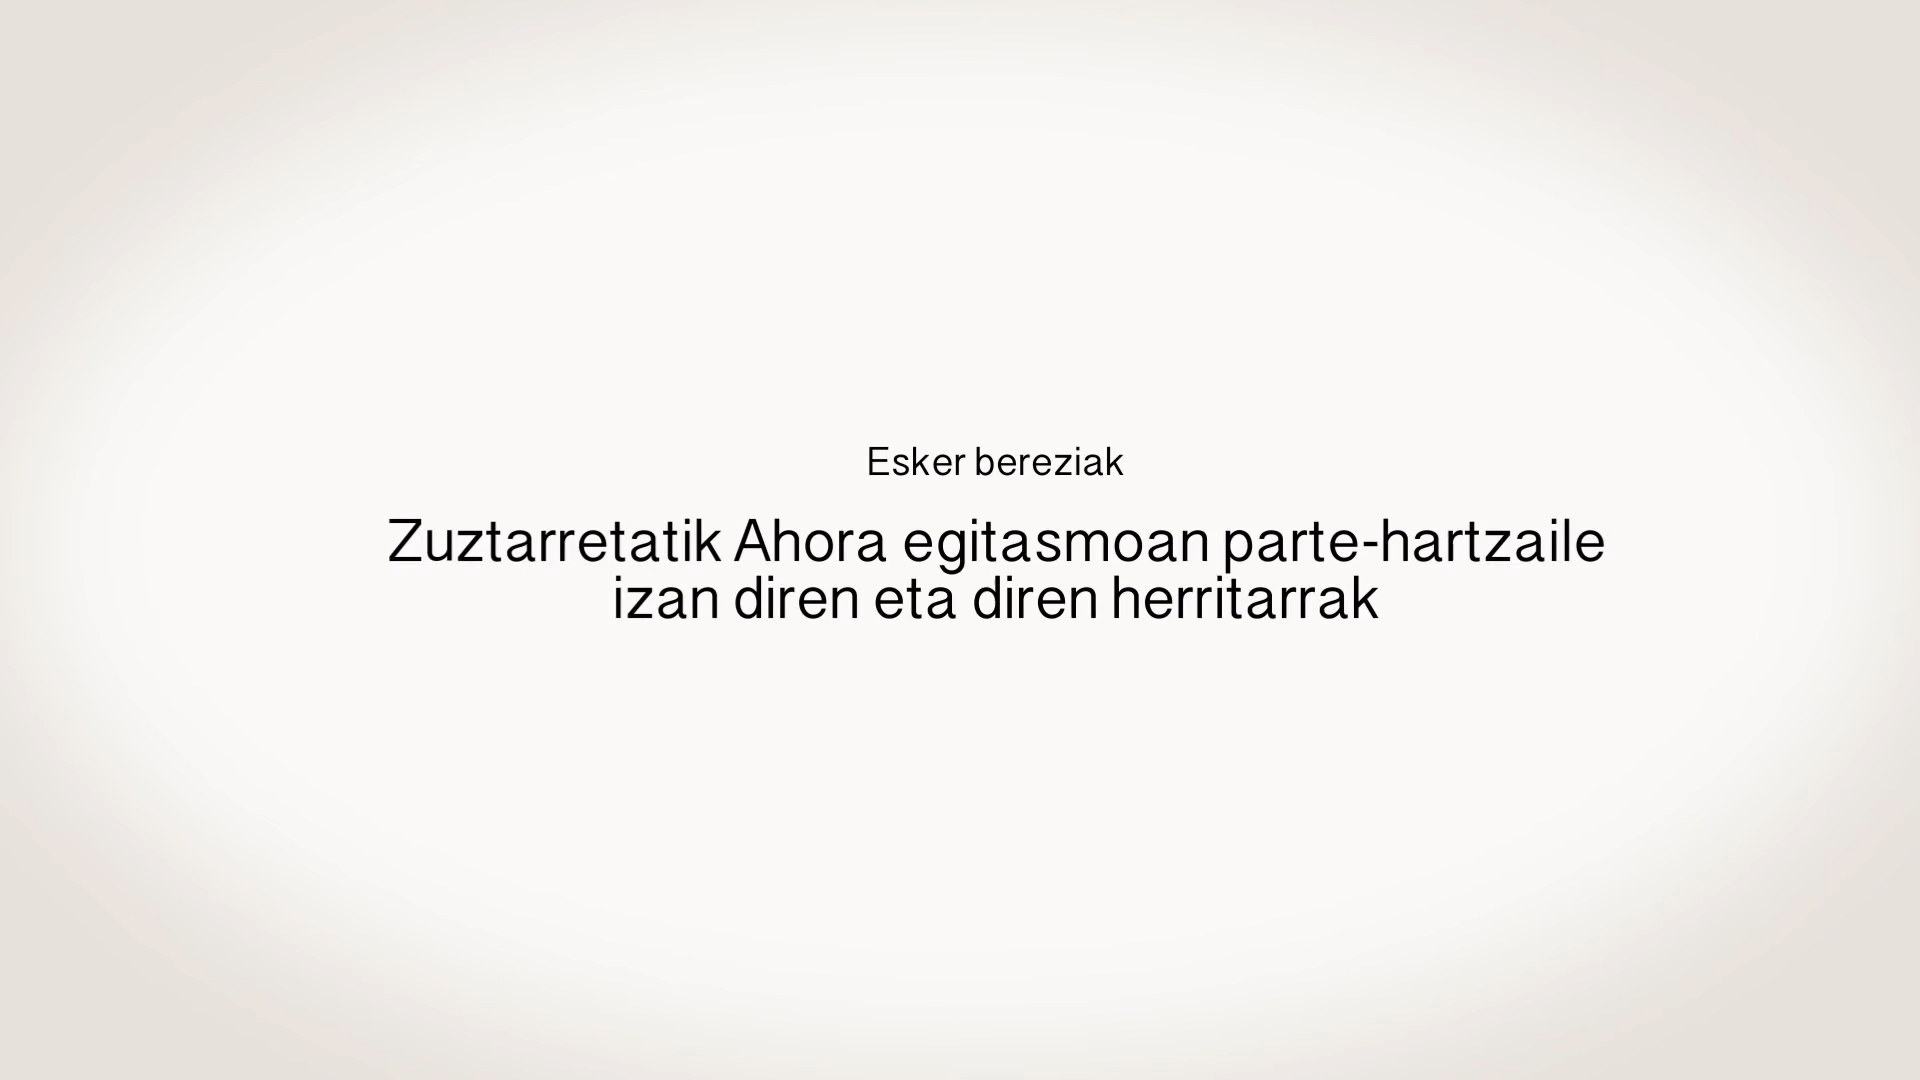 Esker bereziak
Zuztarretatik Ahora egitasmoan parte-hartzaile
izan diren eta diren herritarrak